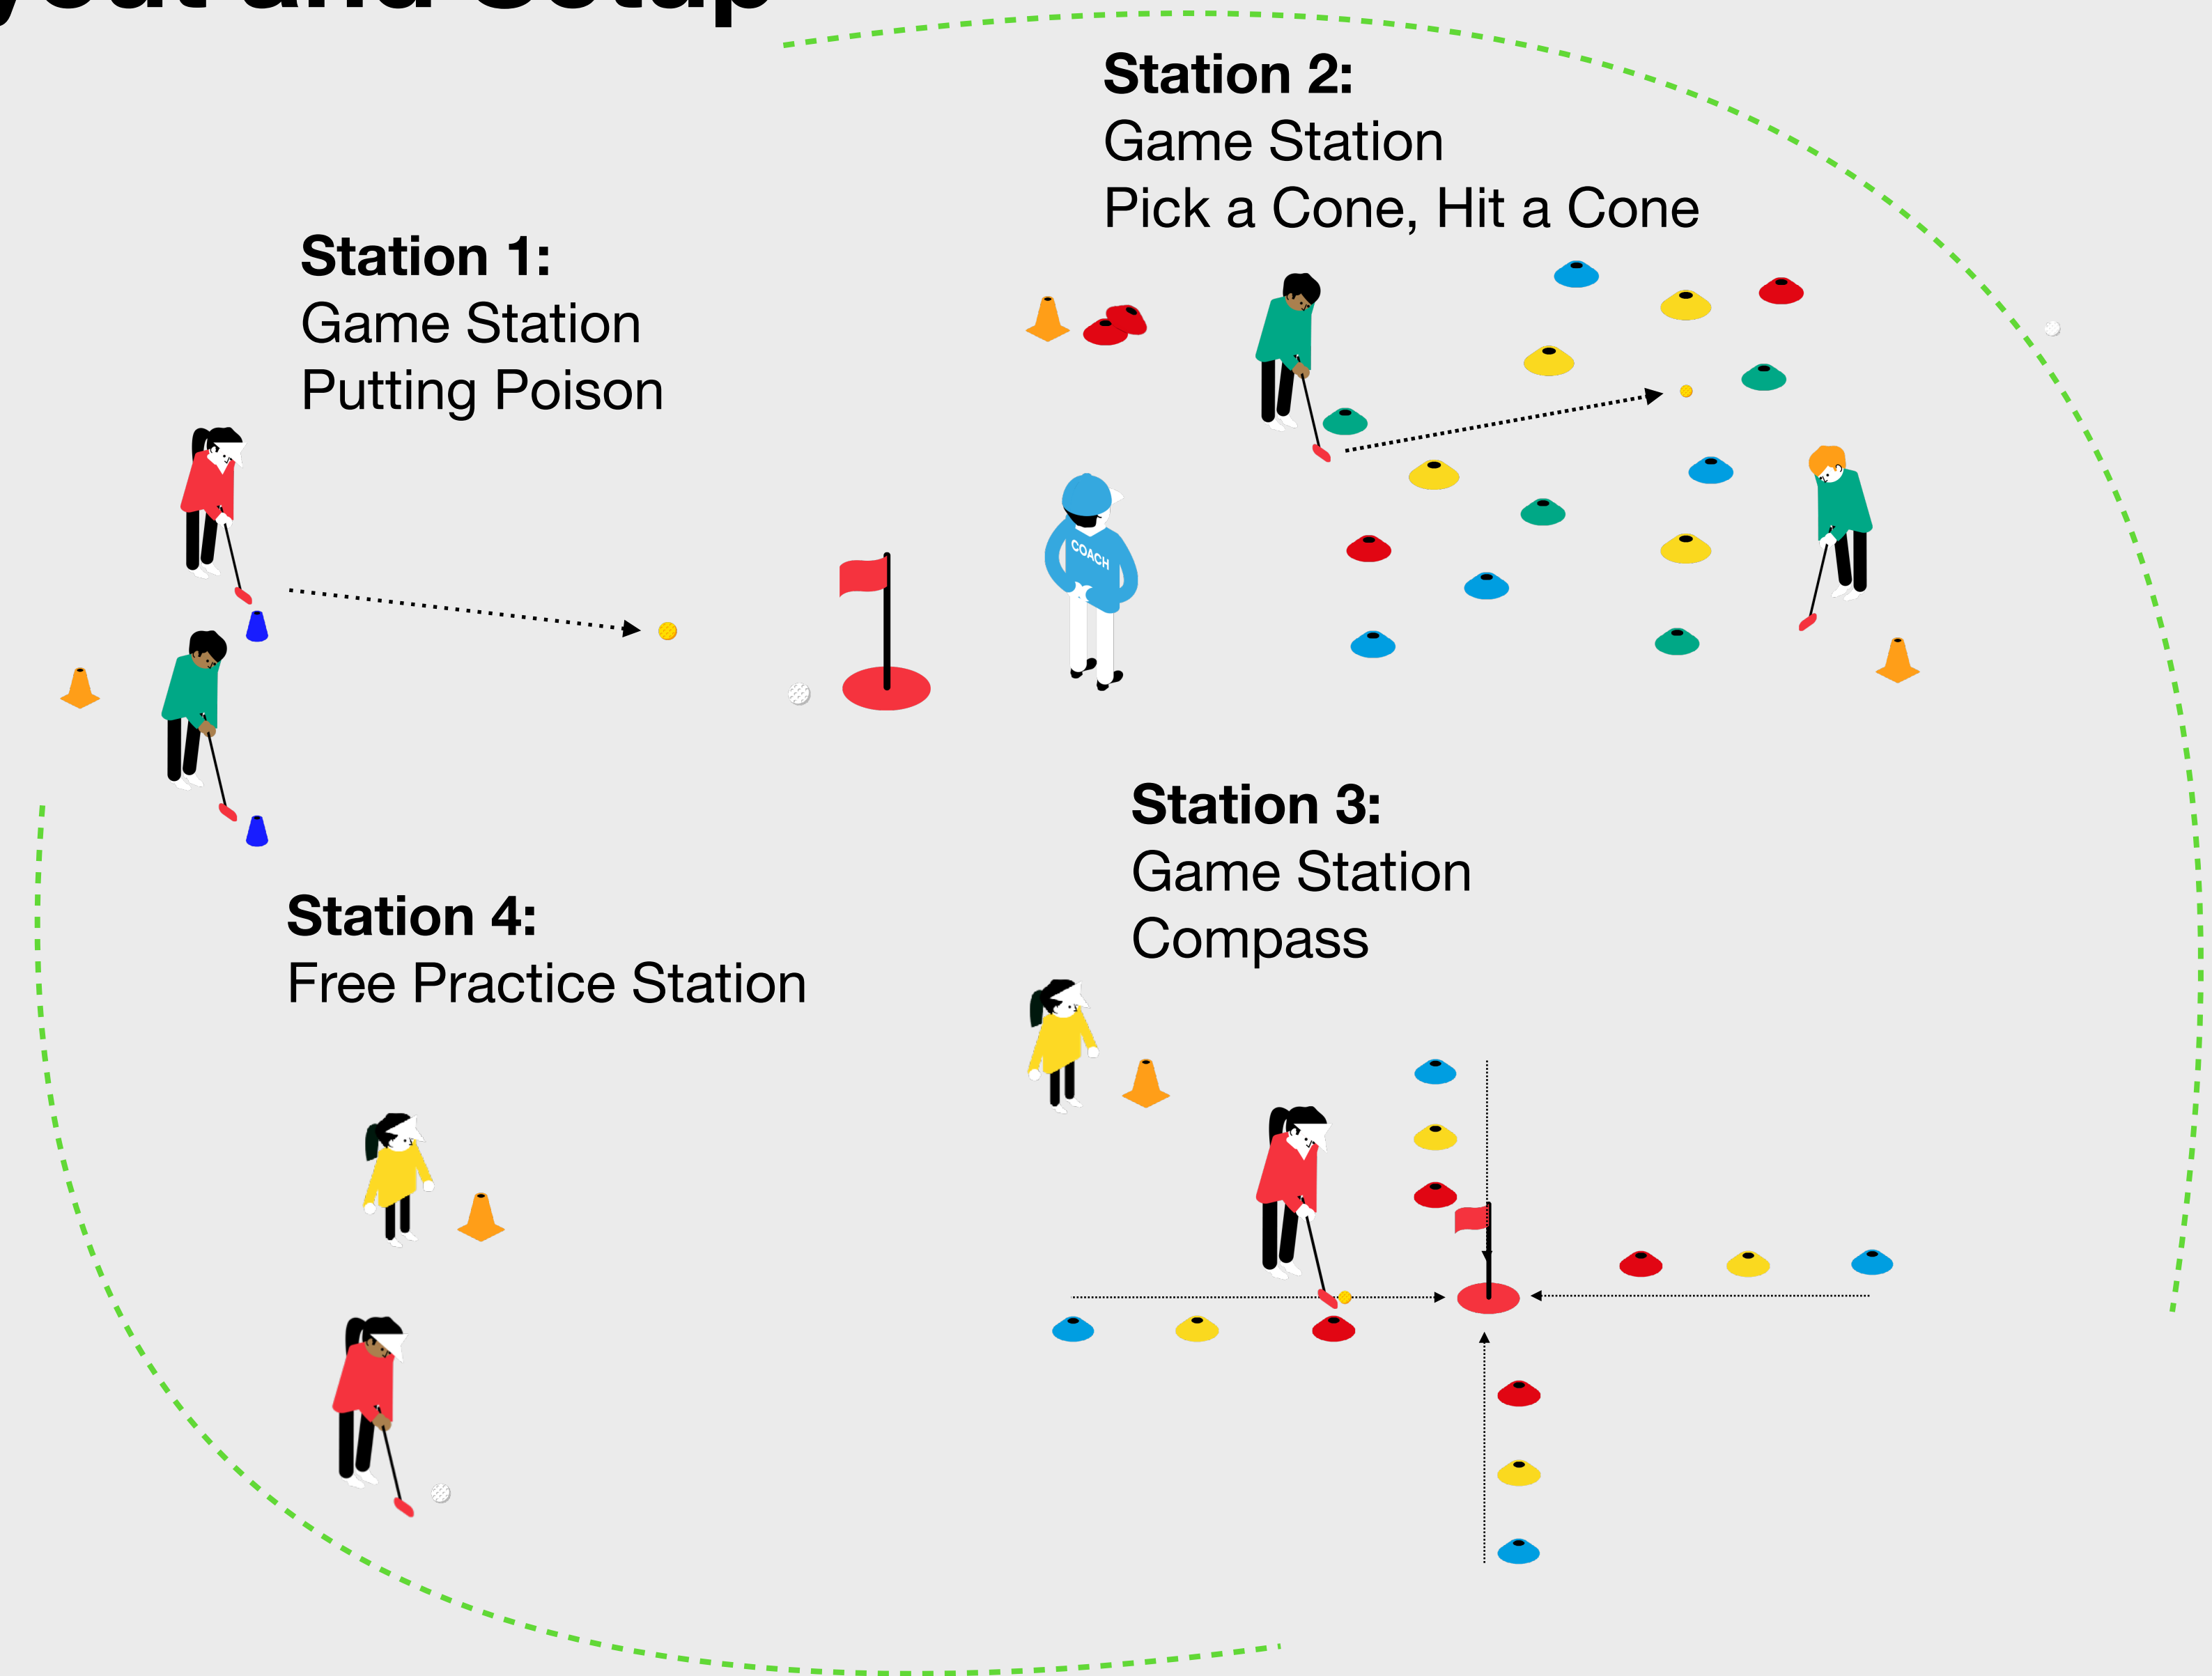 and
Station 1:
Game Station
Putting Poison
Station 2:
Game Station
Pick a Cone, Hit a Cone
COACH
Station 3:
Game Station
Compass
Station 4:
Free Practice Station